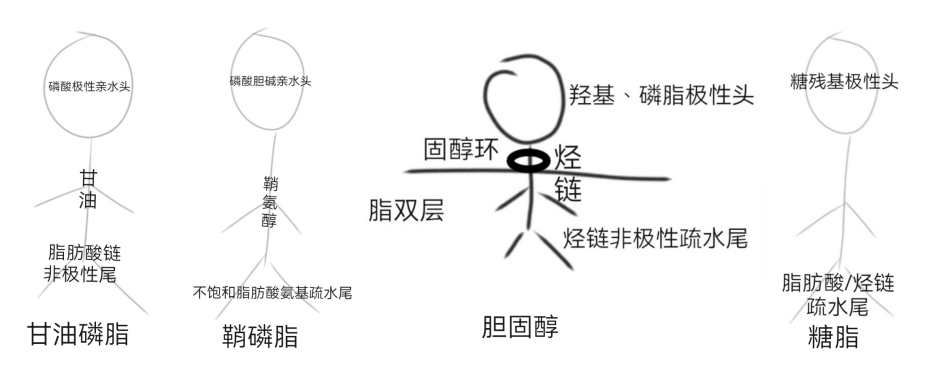 磷酸极性亲水头
甘
油
脂肪酸链
非极性尾
甘油磷脂
磷酸胆碱亲水头
鞘
氨
醇
不饱和脂肪酸氨基疏水尾
鞘磷脂
羟基、磷脂极性头
固醇环
烃
链
脂双层
烃链非极性疏水尾
胆固醇
糖残基极性头
脂肪酸/烃链
疏水尾
糖脂